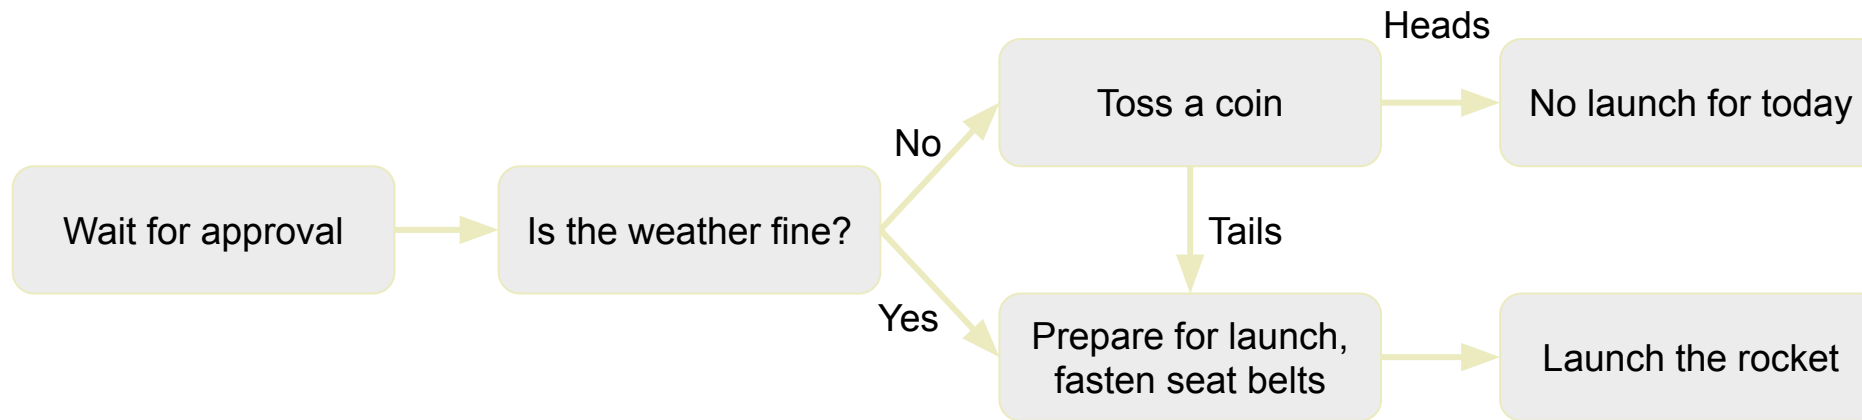 Wait for approval
Is the weather fine?
No
Yes
Toss a coin
Heads
Tails
No launch for today
Prepare for launch,
fasten seat belts
Launch the rocket